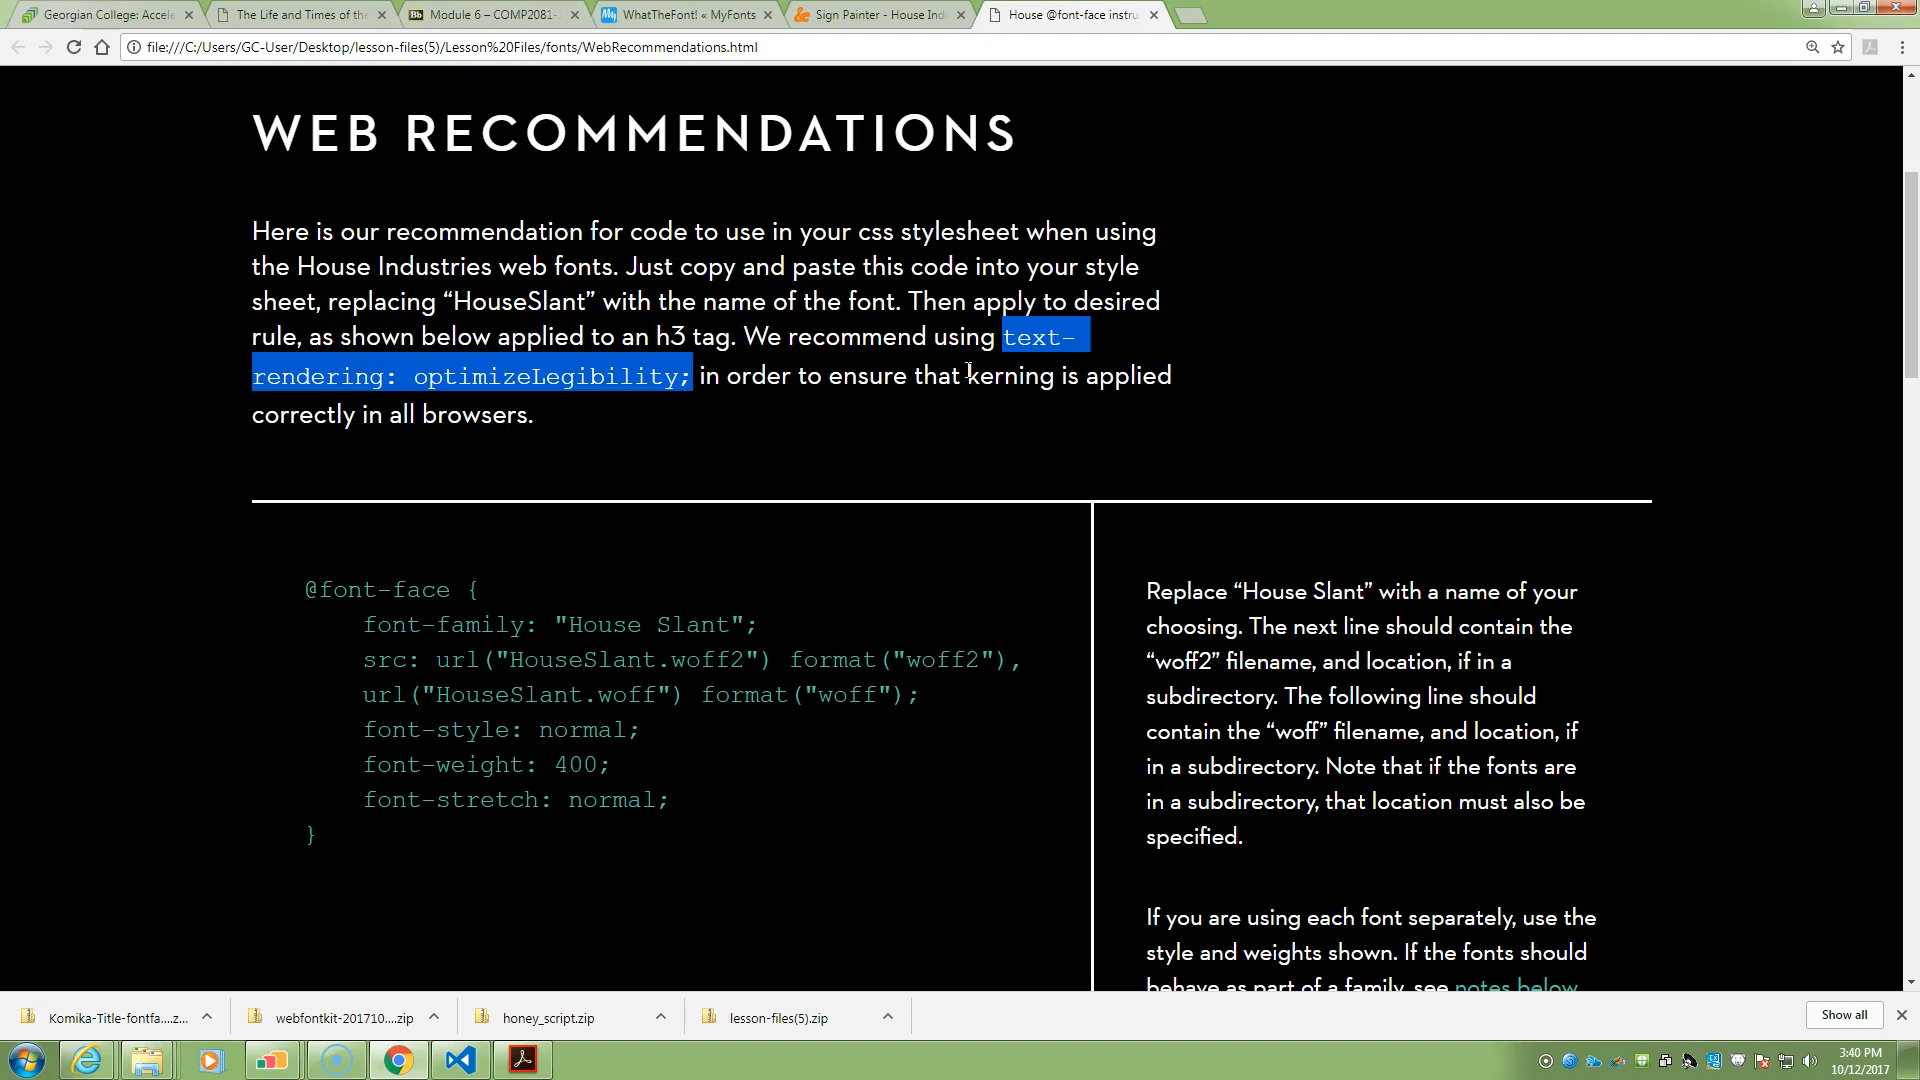 Georgian College: Accele
The Life and Times of the
Module 6 – COMP2081-1
WhatTheFont! « MyFonts
Sign Painter - House Ind
House @font-face instru
file:///C:/Users/GC-User/Desktop/lesson-files(5)/Lesson%20Files/fonts/WebRecommendations.html
WEB RECOMMENDATIONS
Here is our recommendation for code to use in your css stylesheet when using
the House Industries web fonts. Just copy and paste this code into your style
sheet, replacing “HouseSlant” with the name of the font. Then apply to desired
rule, as shown below applied to an h3 tag. We recommend using text-
rendering: optimizeLegibility; in order to ensure that kerning is applied
correctly in all browsers.
@font-face {
font-family: "House Slant";
src: url("HouseSlant.woff2") format("woff2"),
url("HouseSlant.woff") format("woff");
font-style: normal;
font-weight: 400;
font-stretch: normal;
}
Replace “House Slant” with a name of your
choosing. The next line should contain the
“woff2” filename, and location, if in a
subdirectory. The following line should
contain the “woff” filename, and location, if
in a subdirectory. Note that if the fonts are
in a subdirectory, that location must also be
specified.
If you are using each font separately, use the
style and weights shown. If the fonts should
behave as part of a family, see notes below
Komika-Title-fontfa....z...
webfontkit-201710....zip
honey_script.zip
lesson-files(5).zip
Show all
3:40 PM
10/12/2017